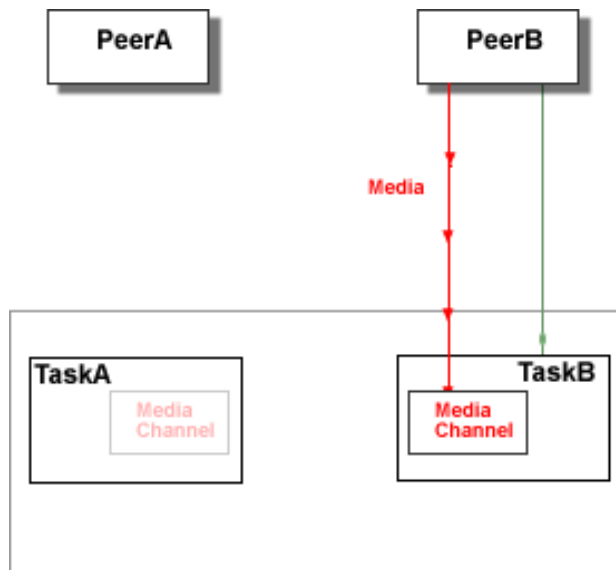 PeerA
PeerB
Media
TaskA
TaskB
Media
Channel
Media
Channel